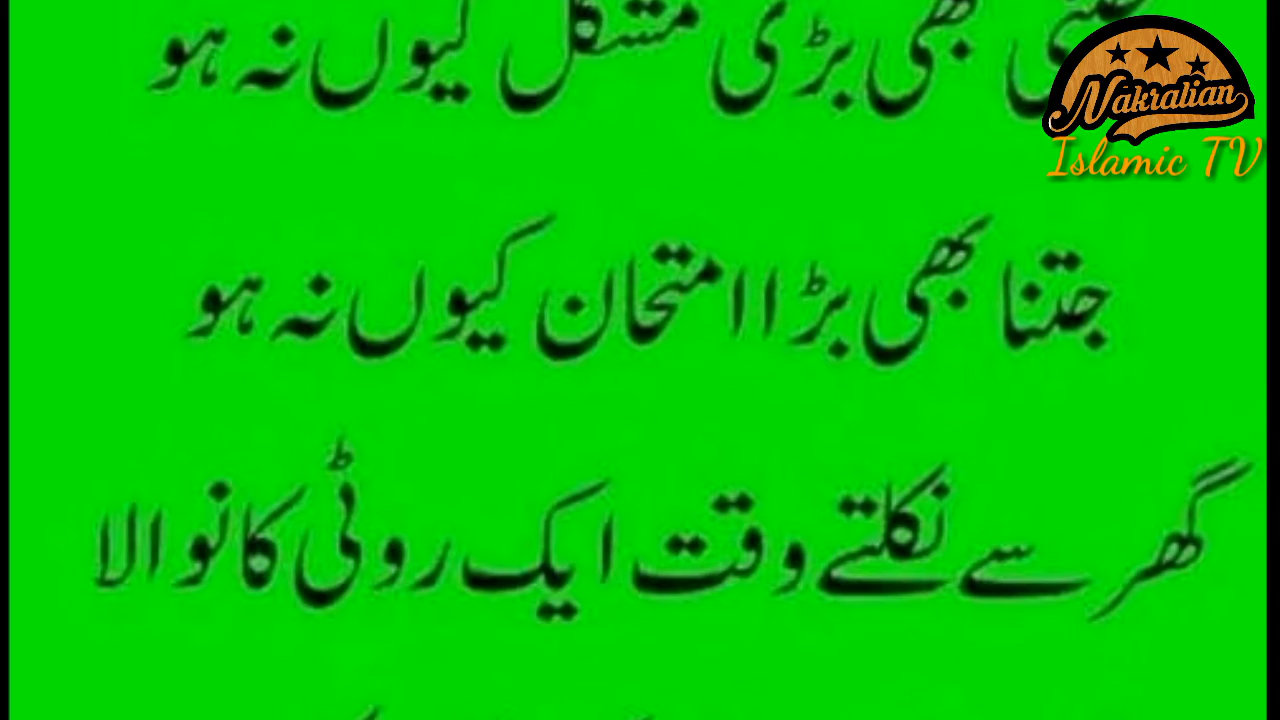 جتنی بھی بڑی مشکل کیوں نہ ہو
Nakralian
Islamic TV
جتنا بھی بڑا امتحان کیوں نہ ہو
گھر سے نکلتے وقت ایک روٹی کا نوالا